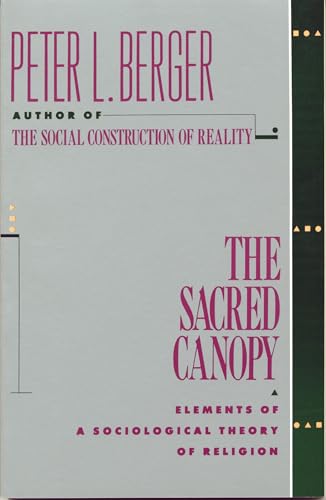 PETER L. BERGER
AUTHOR OF
THE SOCIAL CONSTRUCTION OF REALITY
THE
SACRED
CANOPY
ELEMENTS OF
A SOCIOLOGICAL THEORY
OF RELIGION